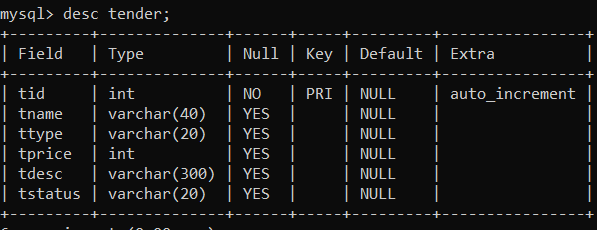 mysql> desc tender;
+---------+--------------+------+-----+---------+----------------+
| Field   | Type         | Null | Key | Default | Extra          |
+---------+--------------+------+-----+---------+----------------+
| tid     | int          | NO   | PRI | NULL    | auto_increment |
| tname   | varchar(40)  | YES  |     | NULL    |                |
| ttype   | varchar(20)  | YES  |     | NULL    |                |
| tprice  | int          | YES  |     | NULL    |                |
| tdesc   | varchar(300) | YES  |     | NULL    |                |
| tstatus | varchar(20)  | YES  |     | NULL    |                |
+---------+--------------+------+-----+---------+----------------+